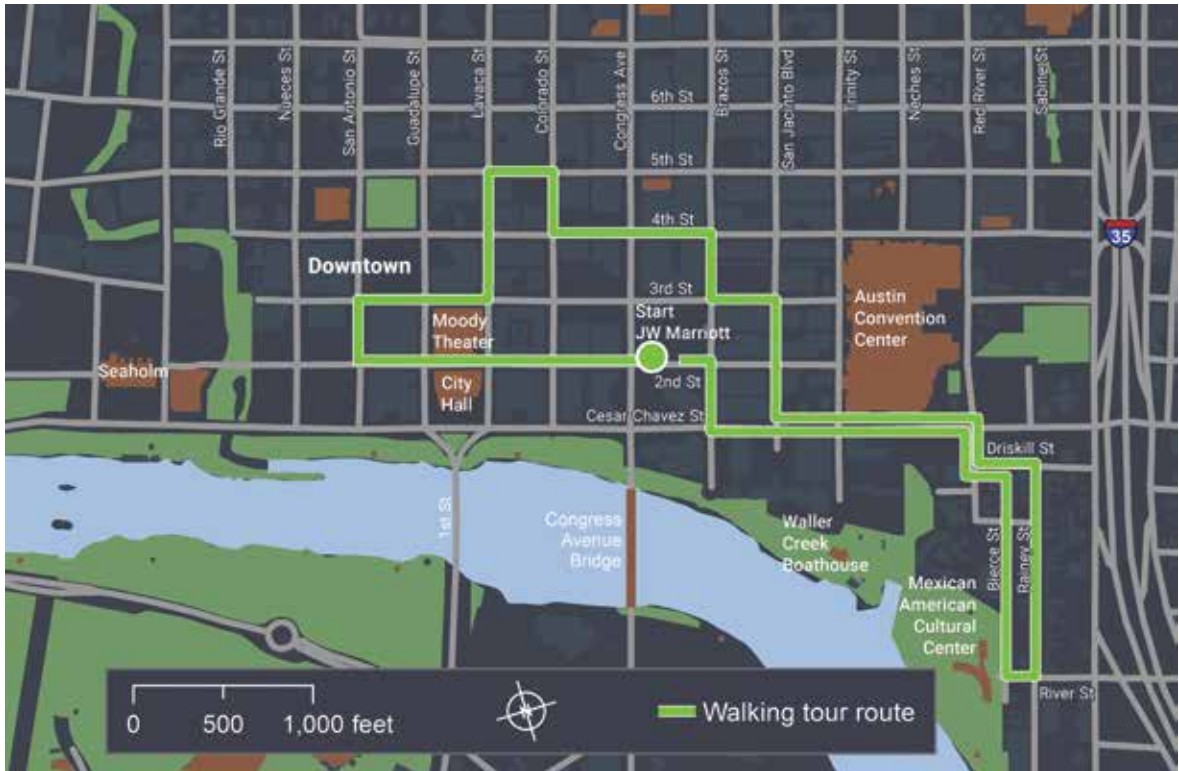 Rio Grande St
Nueces St
San Antonio St
Guadalupe St
Lavaca St
Colorado St
Congress Ave
Brazos St
San Jacinto Blvd
Trinity St
Neches St
Red River St
Sabine St
6th St
5th St
4th St
35
Downtown
3rd St
Start
JW Marriott
Austin
Convention
Center
Moody
Theater
Seaholm
2nd St
City
Hall
Cesar Chavez St
Driskill St
1st St
Congress
Avenue
Bridge
Waller
Creek
Boathouse
Bierce St
Rainey St
Mexican
American
Cultural
Center
River St
0 500 1,000 feet
Walking tour route